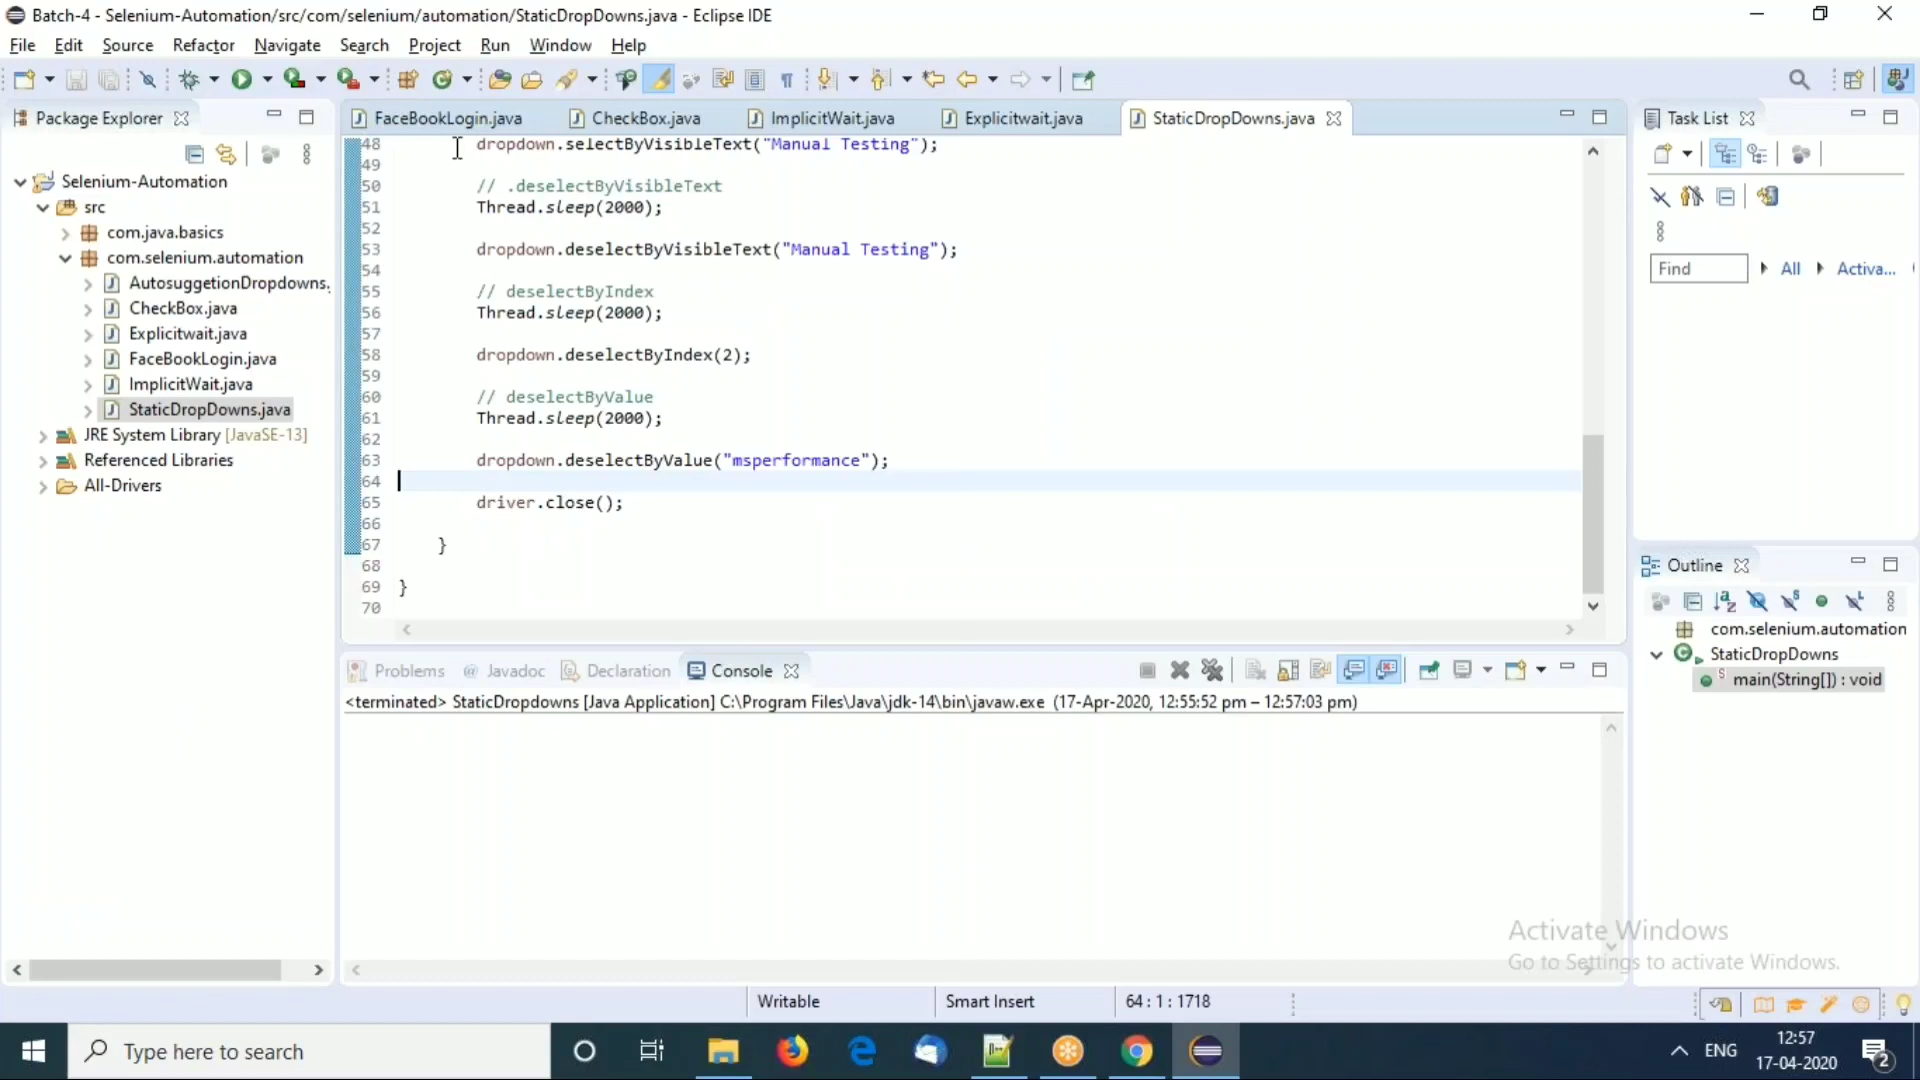 Batch-4 - Selenium-Automation/src/com/selenium/automation/StaticDropDowns.java - Eclipse IDE
File Edit Source Refactor Navigate Search Project Run Window Help
Package Explorer
Selenium-Automation
src
com.java.basics
com.selenium.automation
AutosuggetionDropdowns.
CheckBox.java
Explicitwait.java
FaceBookLogin.java
ImplicitWait.java
StaticDropDowns.java
JRE System Library [JavaSE-13]
Referenced Libraries
All-Drivers
FaceBookLogin.java CheckBox.java ImplicitWait.java Explicitwait.java StaticDropDowns.java
48 dropdown.selectByVisibleText("Manual Testing");
49
50 // .deselectByVisibleText
51 Thread.sleep(2000);
52
53 dropdown.deselectByVisibleText("Manual Testing");
54
55 // deselectByIndex
56 Thread.sleep(2000);
57
58 dropdown.deselectByIndex(2);
59
60 // deselectByValue
61 Thread.sleep(2000);
62
63 dropdown.deselectByValue("msperformance");
64
65 driver.close();
66
67 }
68
69 }
70
Problems @ Javadoc Declaration Console
<terminated> StaticDropdowns [Java Application] C:\Program Files\Java\jdk-14\bin\javaw.exe (17-Apr-2020, 12:55:52 pm – 12:57:03 pm)
Task List
Find All Activa...
Outline
com.selenium.automation
StaticDropDowns
main(String[]) : void
Activate Windows
Go to Settings to activate Windows.
Writable Smart Insert 64 : 1 : 1718
Type here to search
ENG
12:57
17-04-2020
2